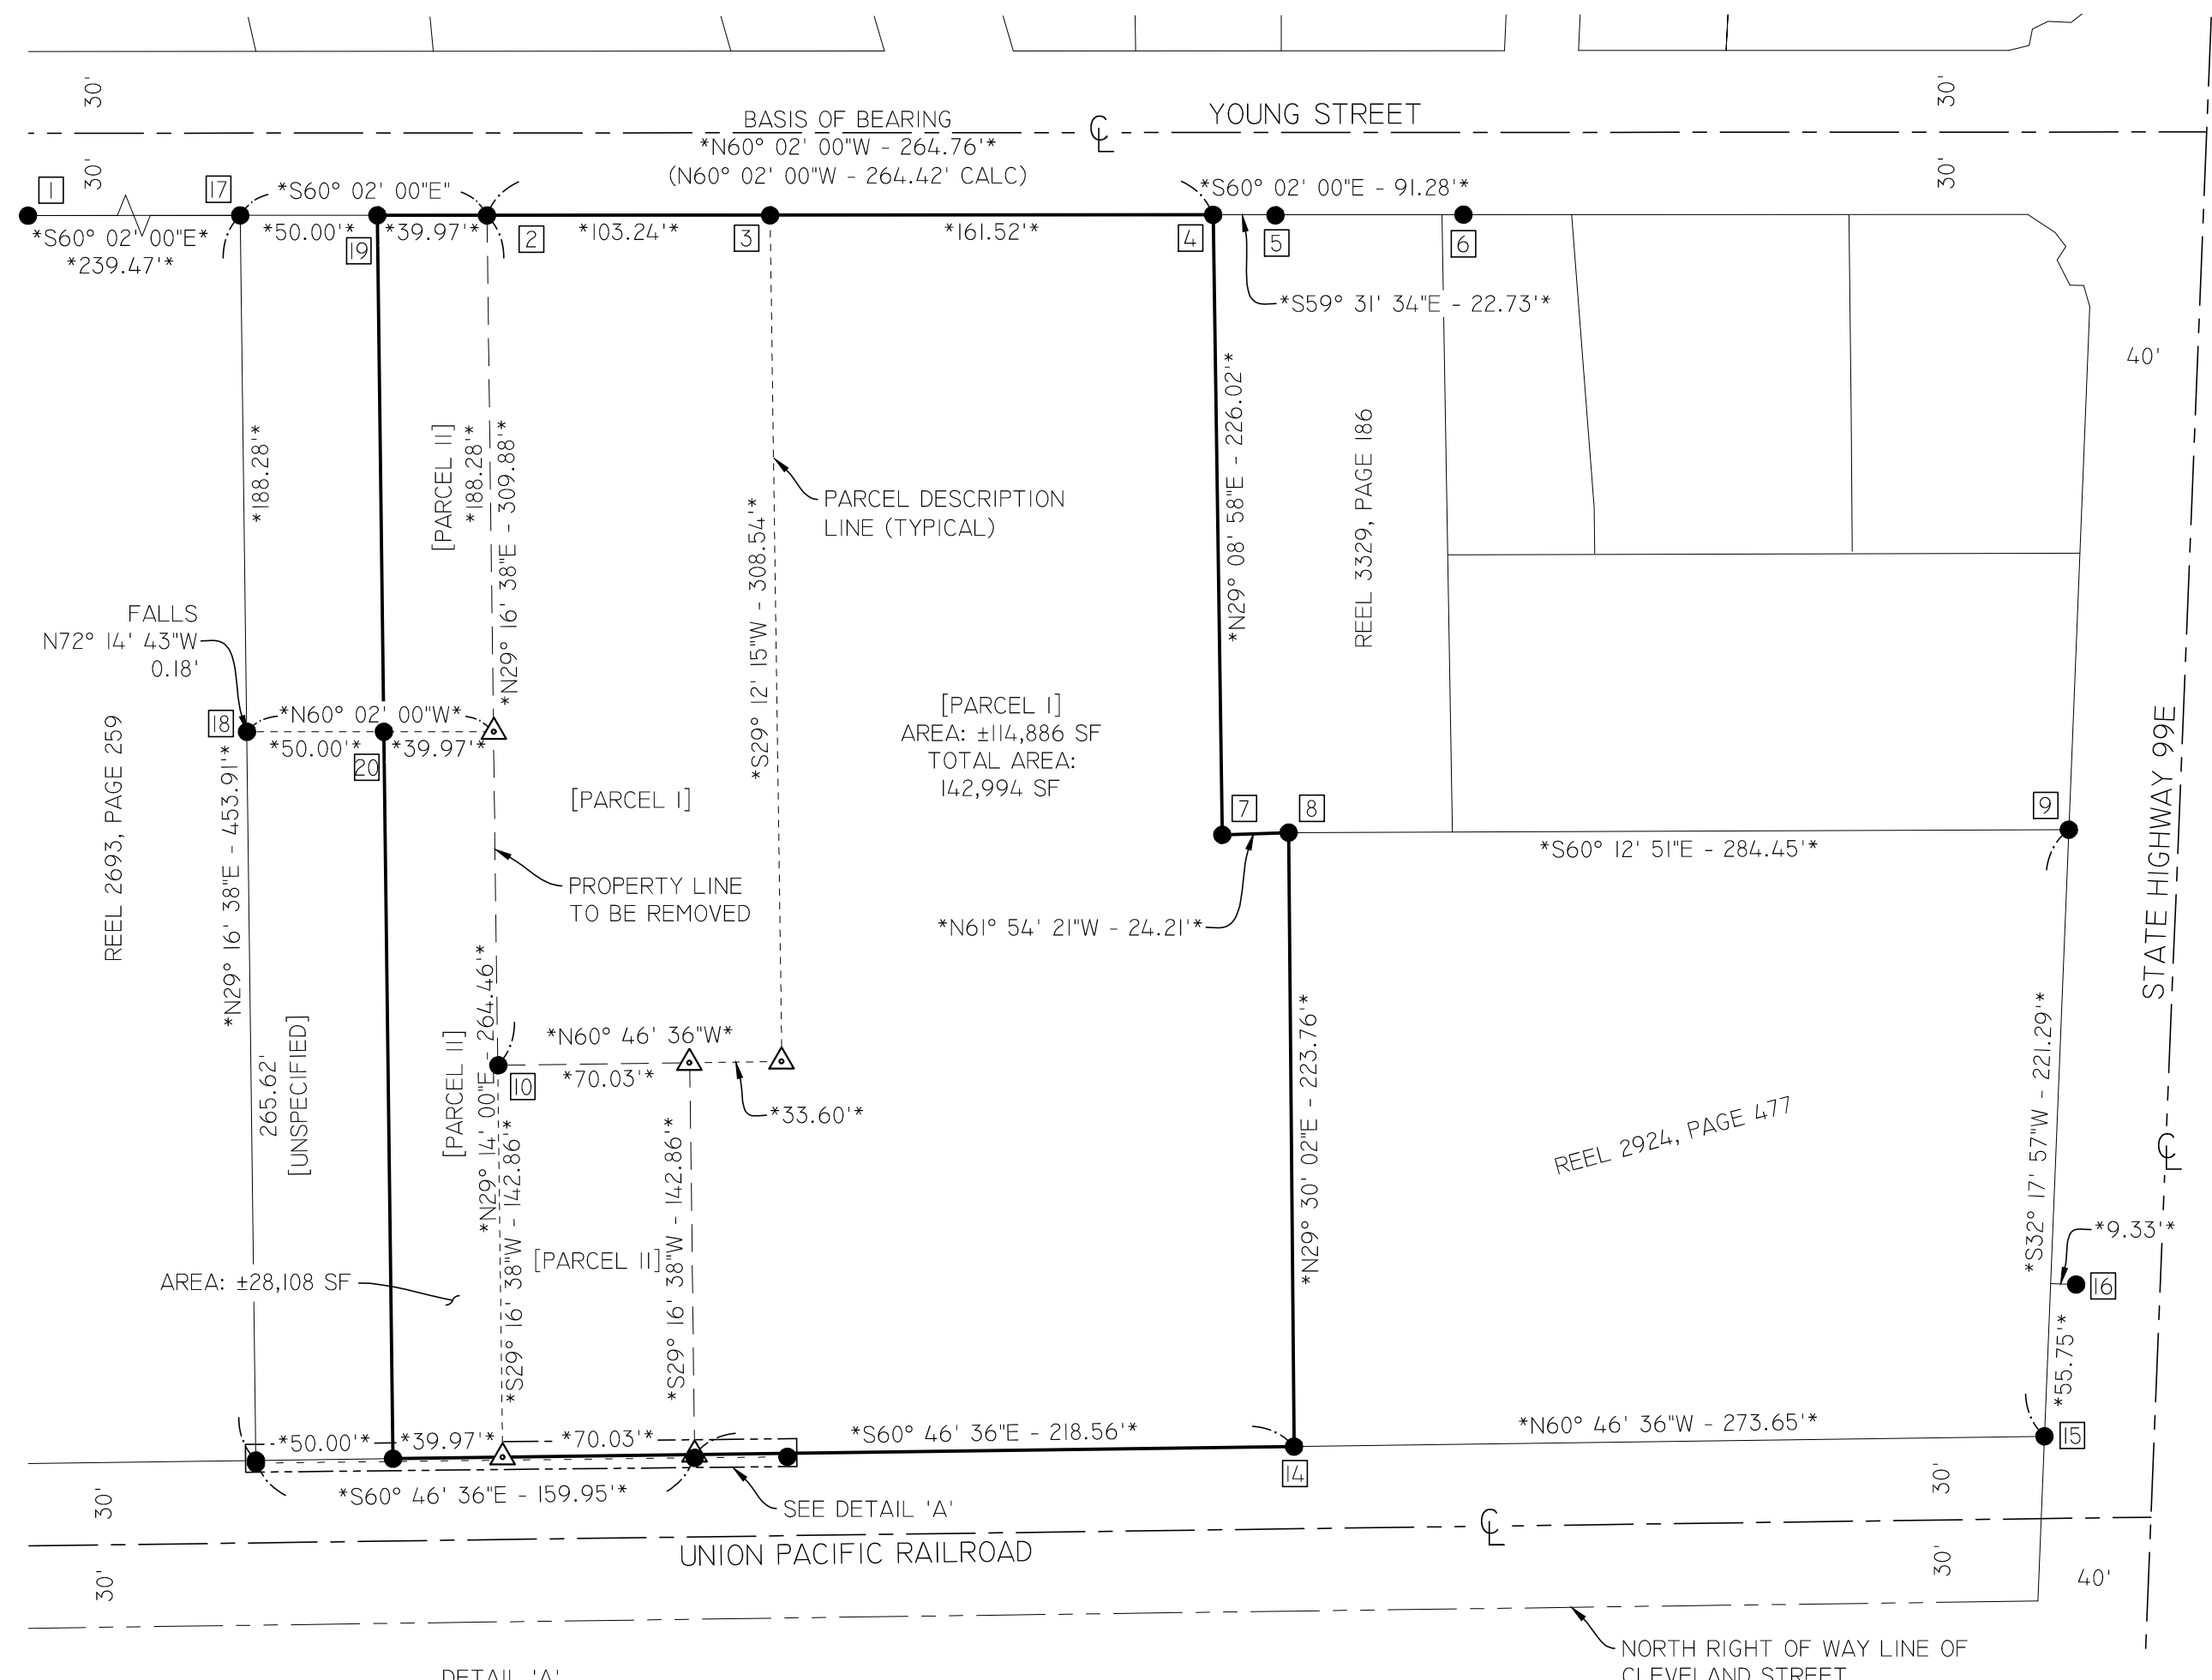 30'
30'
BASIS OF BEARING
YOUNG STREET
*N60° 02' 00"W - 264.76'*
(N60° 02' 00"W - 264.42' CALC)
30'
30'
1
17
*S60° 02' 00"E"
*S60° 02' 00"E - 91.28'*
*S60° 02' 00"E*
*239.47'*
*50.00'*
*39.97'*
*103.24'*
*161.52'*
19
2
3
4
5
6
*S59° 31' 34"E - 22.73'*
40'
*188.28'*
[PARCEL II]
*188.28'*
*N29° 16' 38"E - 309.88'*
PARCEL DESCRIPTION
LINE (TYPICAL)
*S29° 12' 15"W - 308.54'*
*N29° 08' 58"E - 226.02'*
REEL 3329, PAGE 186
FALLS
N72° 14' 43"W
0.18'
18
*N60° 02' 00"W*
*50.00'*
*39.97'*
20
REEL 2693, PAGE 259
*N29° 16' 38"E - 453.91'*
[PARCEL I]
AREA: ±114,886 SF
TOTAL AREA:
142,994 SF
[PARCEL I]
PROPERTY LINE
TO BE REMOVED
7
8
9
*S60° 12' 51"E - 284.45'*
*N61° 54' 21"W - 24.21'*
STATE HIGHWAY 99E
265.62'
[UNSPECIFIED]
[PARCEL II]
*N29° 14' 00"E - 264.46'*
10
*N60° 46' 36"W*
*70.03'*
*33.60'*
*S29° 16' 38"W - 142.86'*
*S29° 16' 38"W - 142.86'*
[PARCEL II]
*N29° 30' 02"E - 223.76'*
REEL 2924, PAGE 477
*S32° 17' 57"W - 221.29'*
*9.33'*
16
*55.75'*
AREA: ±28,108 SF
*50.00'*
*39.97'*
*70.03'*
*S60° 46' 36"E - 218.56'*
*N60° 46' 36"W - 273.65'*
15
14
*S60° 46' 36"E - 159.95'*
SEE DETAIL 'A'
30'
30'
UNION PACIFIC RAILROAD
30'
30'
40'
NORTH RIGHT OF WAY LINE OF
CLEVELAND STREET
DETAIL 'A'